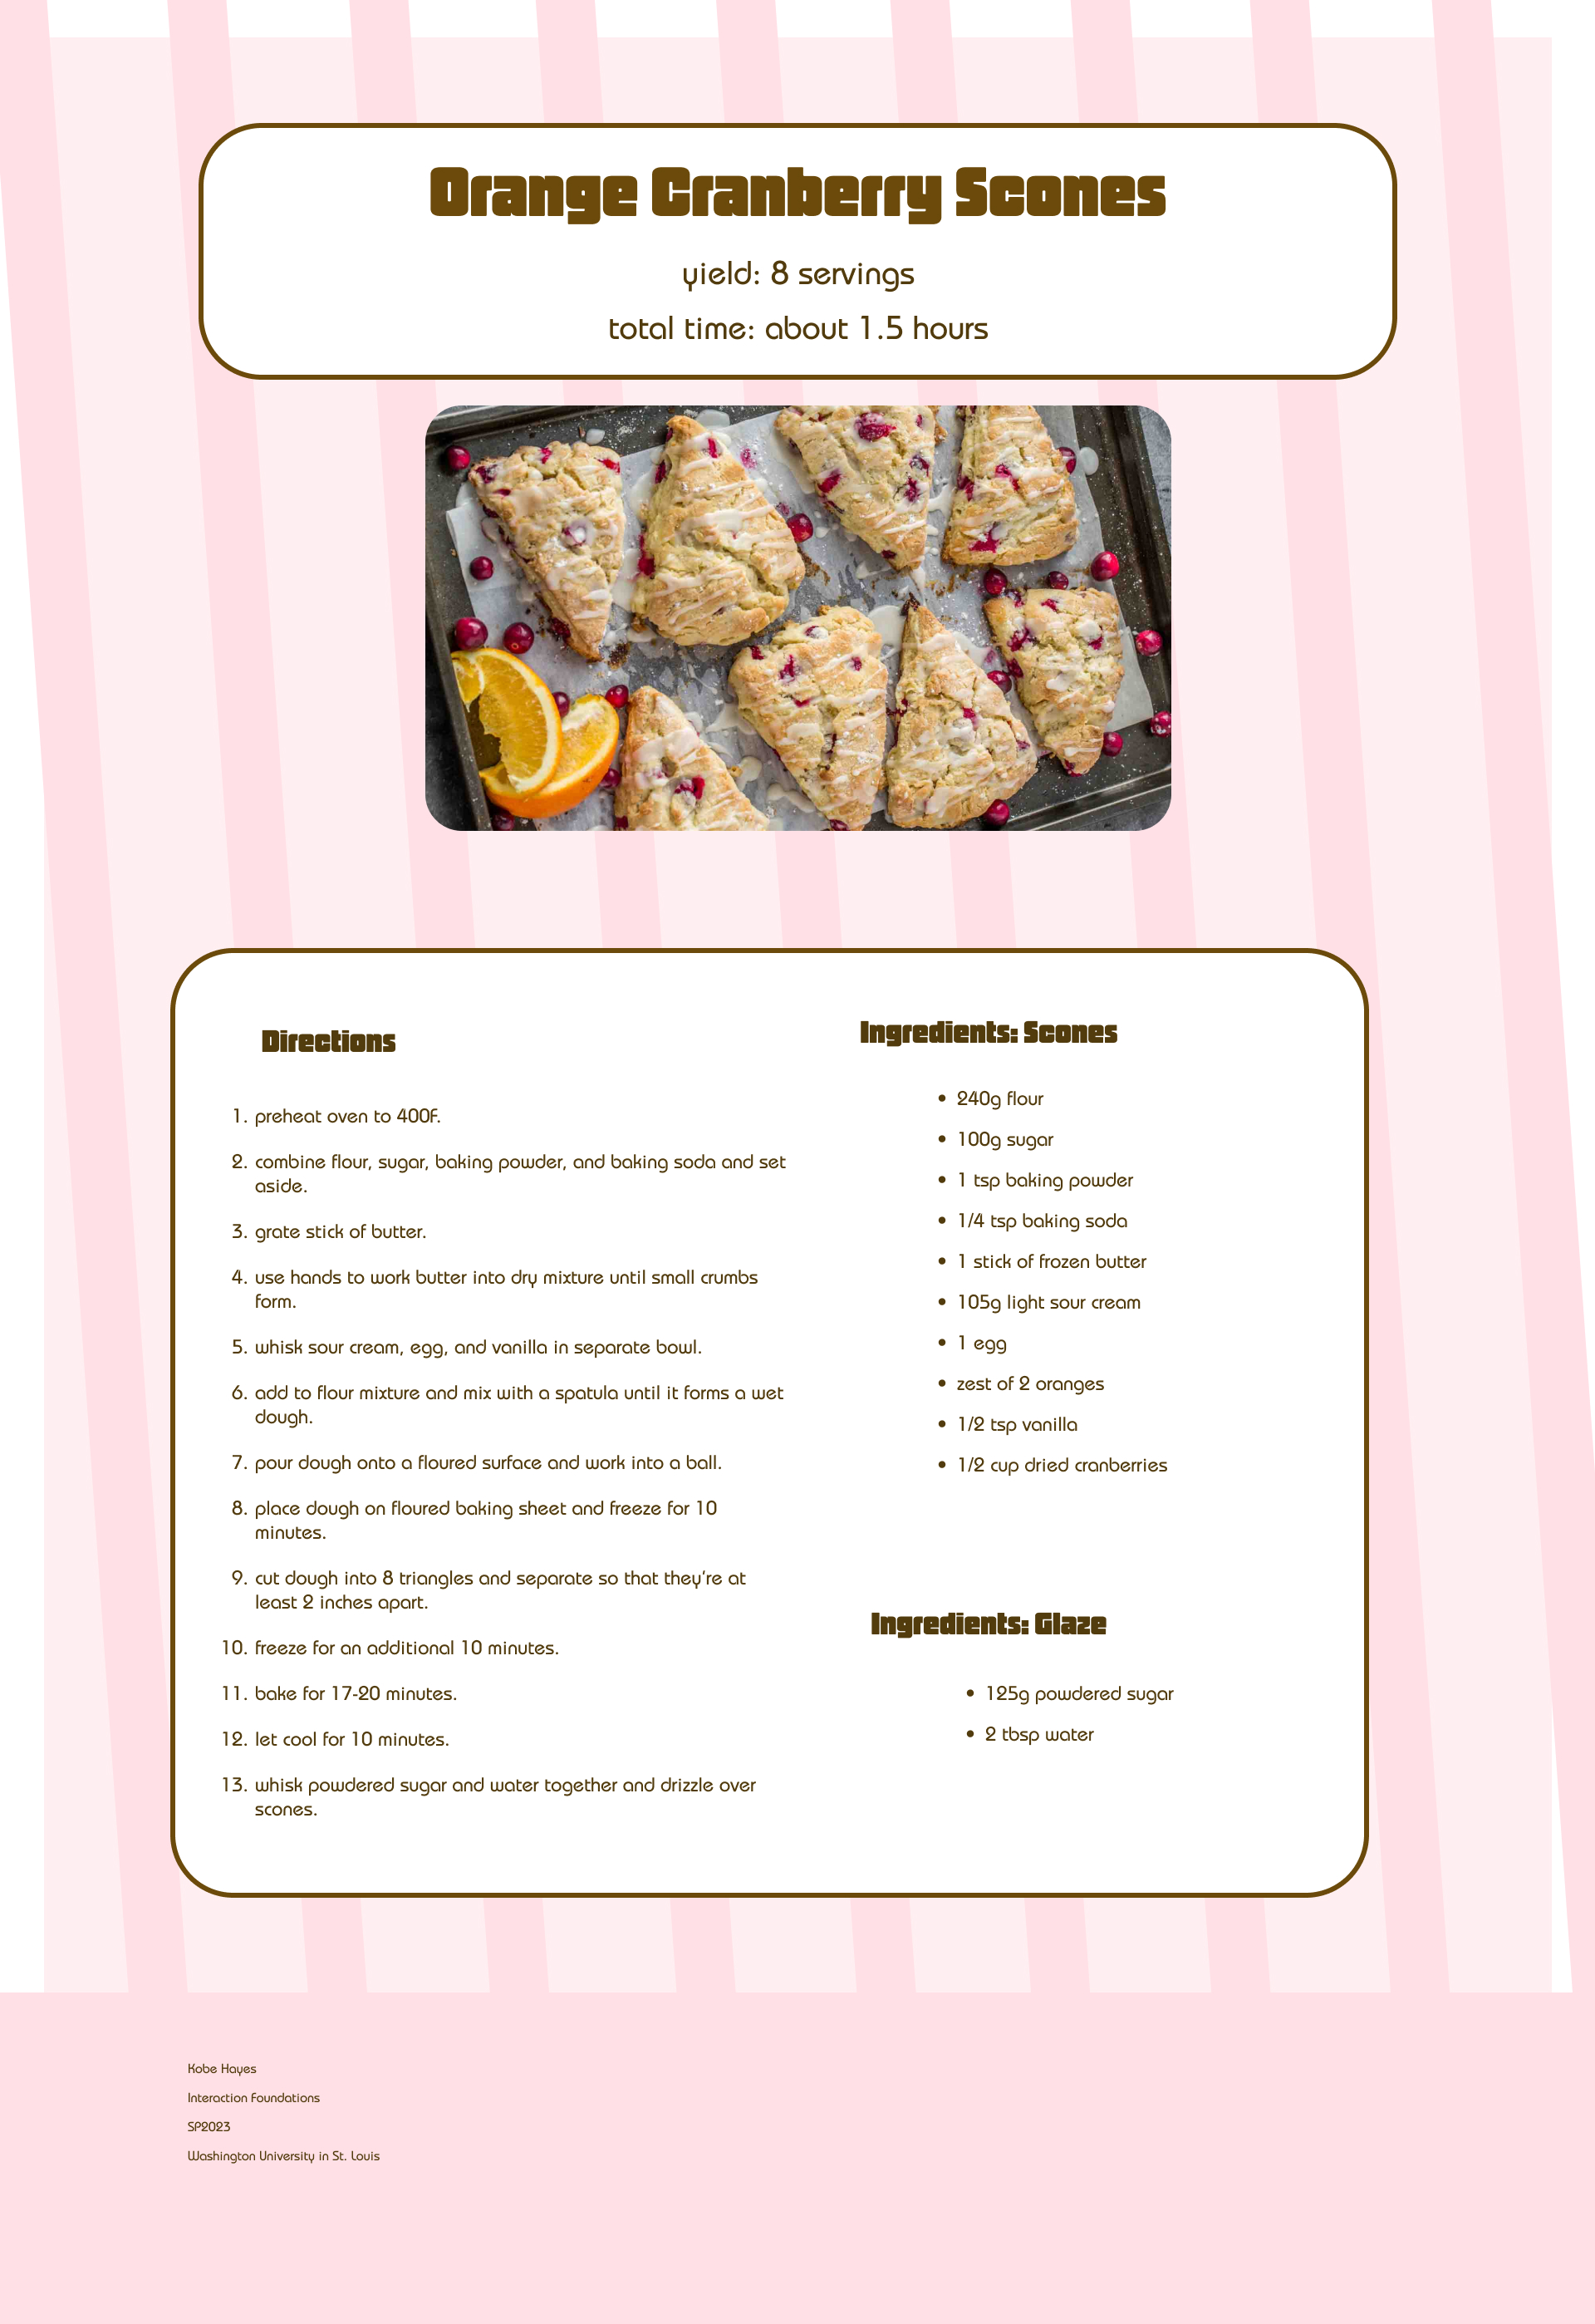 Orange Cranberry Scones
yield: 8 servings
total time: about 1.5 hours
Directions
1. preheat oven to 400f.
2. combine flour, sugar, baking powder, and baking soda and set
aside.
3. grate stick of butter.
4. use hands to work butter into dry mixture until small crumbs
form.
5. whisk sour cream, egg, and vanilla in separate bowl.
6. add to flour mixture and mix with a spatula until it forms a wet
dough.
7. pour dough onto a floured surface and work into a ball.
8. place dough on floured baking sheet and freeze for 10
minutes.
9. cut dough into 8 triangles and separate so that they're at
least 2 inches apart.
10. freeze for an additional 10 minutes.
11. bake for 17-20 minutes.
12. let cool for 10 minutes.
13. whisk powdered sugar and water together and drizzle over
scones.
Ingredients: Scones
• 240g flour
• 100g sugar
• 1 tsp baking powder
• 1/4 tsp baking soda
• 1 stick of frozen butter
• 105g light sour cream
• 1 egg
• zest of 2 oranges
• 1/2 tsp vanilla
• 1/2 cup dried cranberries
Ingredients: Glaze
• 125g powdered sugar
• 2 tbsp water
Kobe Hayes
Interaction Foundations
SP2023
Washington University in St. Louis